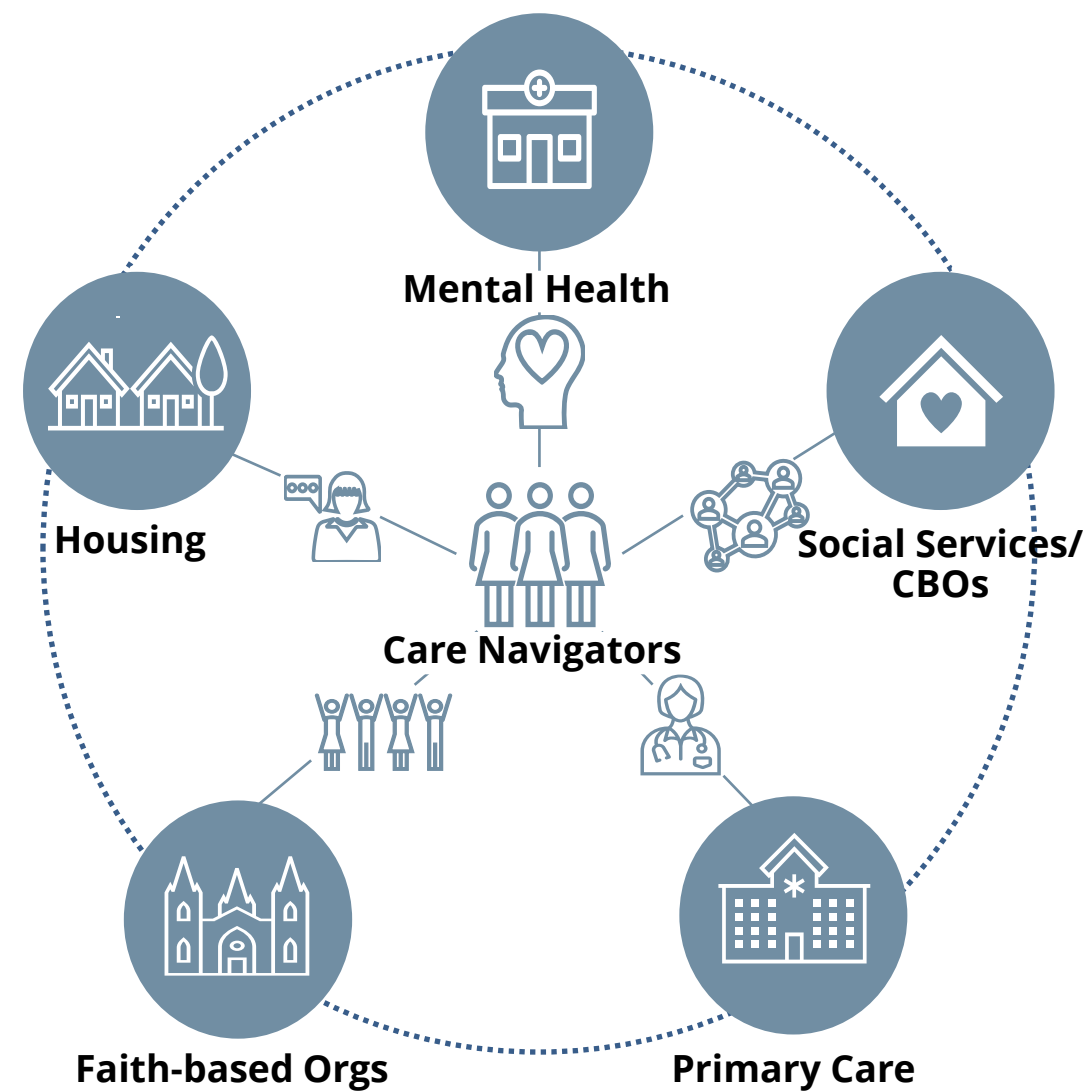 Mental Health
Housing
Social Services/
CBOs
Care Navigators
Faith-based Orgs
Primary Care